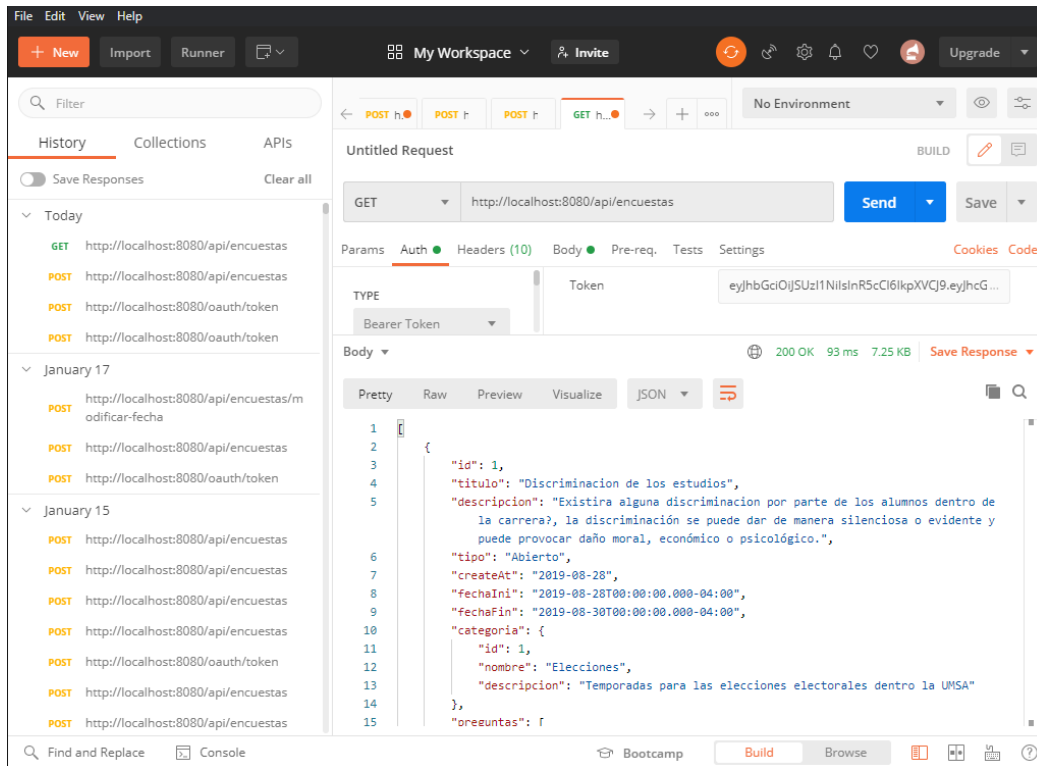 File Edit View Help
+ New Import Runner My Workspace Invite Upgrade
Filter
History Collections APIs
Save Responses Clear all
Today
GET http://localhost:8080/api/encuestas
POST http://localhost:8080/api/encuestas
POST http://localhost:8080/oauth/token
POST http://localhost:8080/oauth/token
January 17
POST http://localhost:8080/api/encuestas/m
odificar-fecha
POST http://localhost:8080/api/encuestas
POST http://localhost:8080/oauth/token
January 15
POST http://localhost:8080/api/encuestas
POST http://localhost:8080/api/encuestas
POST http://localhost:8080/api/encuestas
POST http://localhost:8080/api/encuestas
POST http://localhost:8080/oauth/token
POST http://localhost:8080/api/encuestas
POST http://localhost:8080/api/encuestas
POST h. POST h POST h GET h... + ooo No Environment
Untitled Request BUILD
GET http://localhost:8080/api/encuestas Send Save
Params Auth Headers (10) Body Pre-req. Tests Settings Cookies Code
TYPE
Bearer Token
Token eyJhbGciOiJSUzI1NiIsInR5cCI6IkpXVCJ9.eyJhcG...
Body 200 OK 93 ms 7.25 KB Save Response
Pretty Raw Preview Visualize JSON
1 [
2 {
3 "id": 1,
4 "titulo": "Discriminacion de los estudios",
5 "descripcion": "Existira alguna discriminacion por parte de los alumnos dentro de
la carrera?, la discriminación se puede dar de manera silenciosa o evidente y
puede provocar daño moral, económico o psicológico.",
6 "tipo": "Abierto",
7 "createAt": "2019-08-28",
8 "fechaIni": "2019-08-28T00:00:00.000-04:00",
9 "fechaFin": "2019-08-30T00:00:00.000-04:00",
10 "categoria": {
11 "id": 1,
12 "nombre": "Elecciones",
13 "descripcion": "Temporadas para las elecciones electorales dentro la UMSA"
14 },
15 "preguntas": [
Find and Replace Console Bootcamp Build Browse